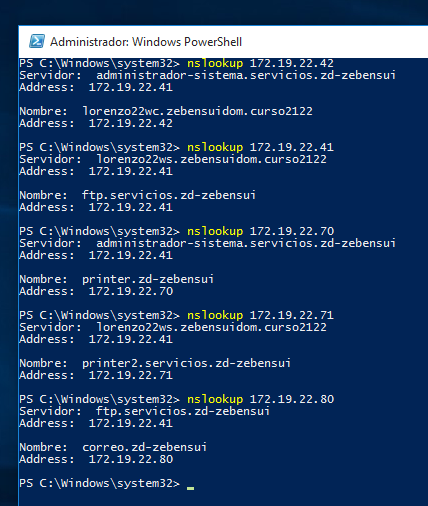 Administrador: Windows PowerShell
PS C:\Windows\system32> nslookup 172.19.22.42
Servidor:  administrador-sistema.servicios.zd-zebensui
Address:  172.19.22.41
Nombre:  lorenzo22wc.zebensuidom.curso2122
Address:  172.19.22.42
PS C:\Windows\system32> nslookup 172.19.22.41
Servidor:  lorenzo22ws.zebensuidom.curso2122
Address:  172.19.22.41
Nombre:  ftp.servicios.zd-zebensui
Address:  172.19.22.41
PS C:\Windows\system32> nslookup 172.19.22.70
Servidor:  administrador-sistema.servicios.zd-zebensui
Address:  172.19.22.41
Nombre:  printer.zd-zebensui
Address:  172.19.22.70
PS C:\Windows\system32> nslookup 172.19.22.71
Servidor:  lorenzo22ws.zebensuidom.curso2122
Address:  172.19.22.41
Nombre:  printer2.servicios.zd-zebensui
Address:  172.19.22.71
PS C:\Windows\system32> nslookup 172.19.22.80
Servidor:  ftp.servicios.zd-zebensui
Address:  172.19.22.41
Nombre:  correo.zd-zebensui
Address:  172.19.22.80
PS C:\Windows\system32> _